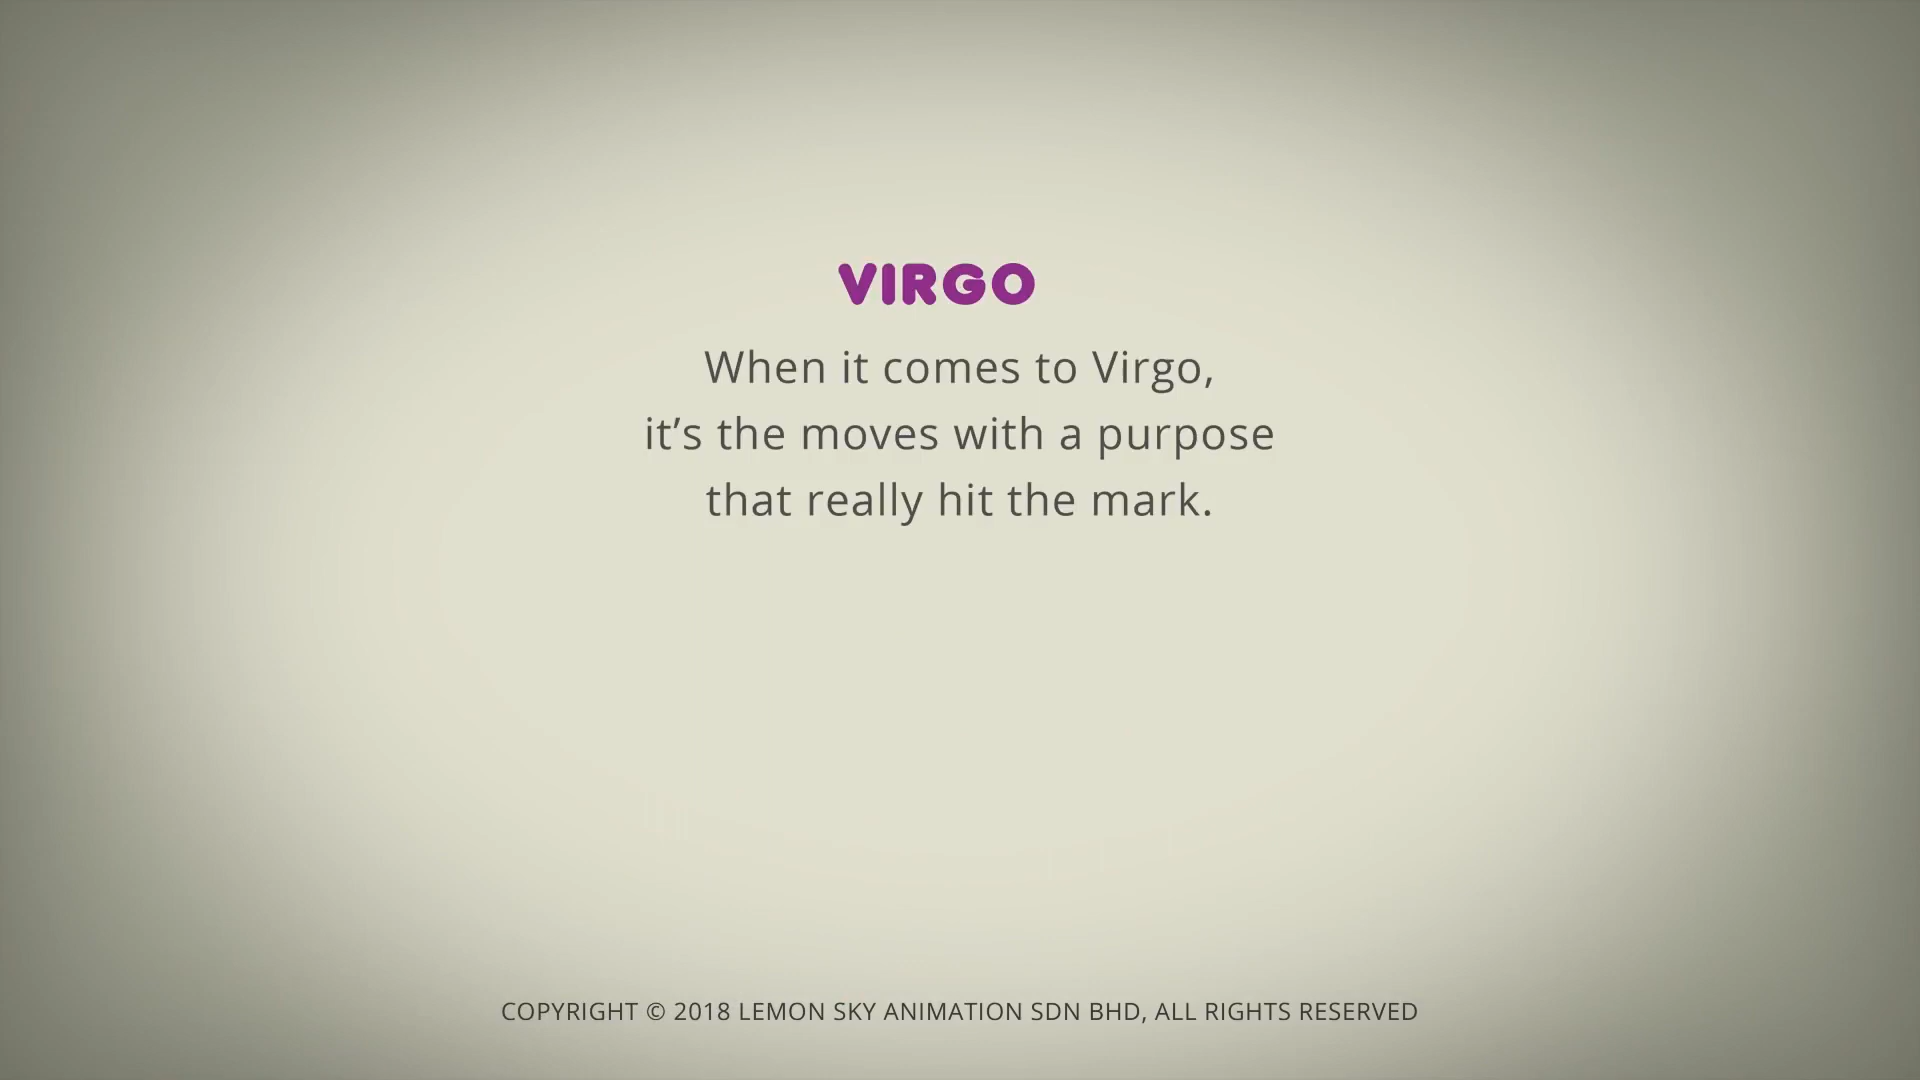 VIRGO
When it comes to Virgo,
it’s the moves with a purpose
that really hit the mark.
COPYRIGHT © 2018 LEMON SKY ANIMATION SDN BHD, ALL RIGHTS RESERVED